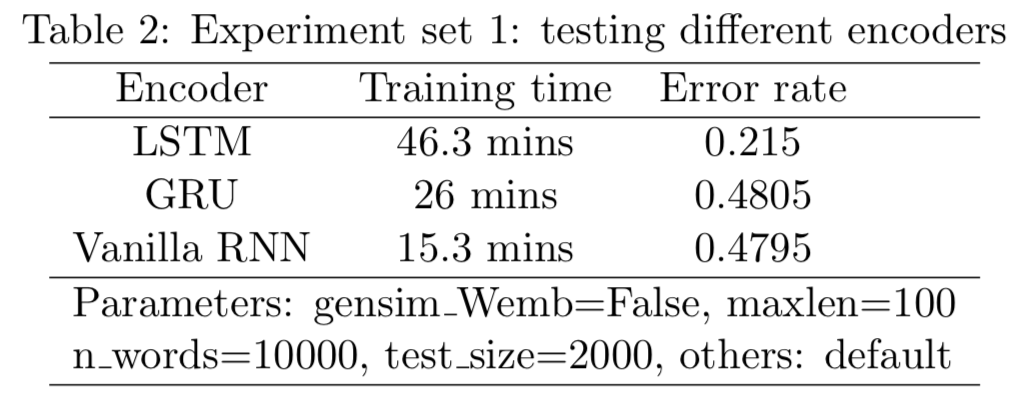 Table 2: Experiment set 1: testing different encoders
Encoder Training time Error rate
LSTM 46.3 mins 0.215
GRU 26 mins 0.4805
Vanilla RNN 15.3 mins 0.4795
Parameters: gensim_Wemb=False, maxlen=100
n_words=10000, test_size=2000, others: default